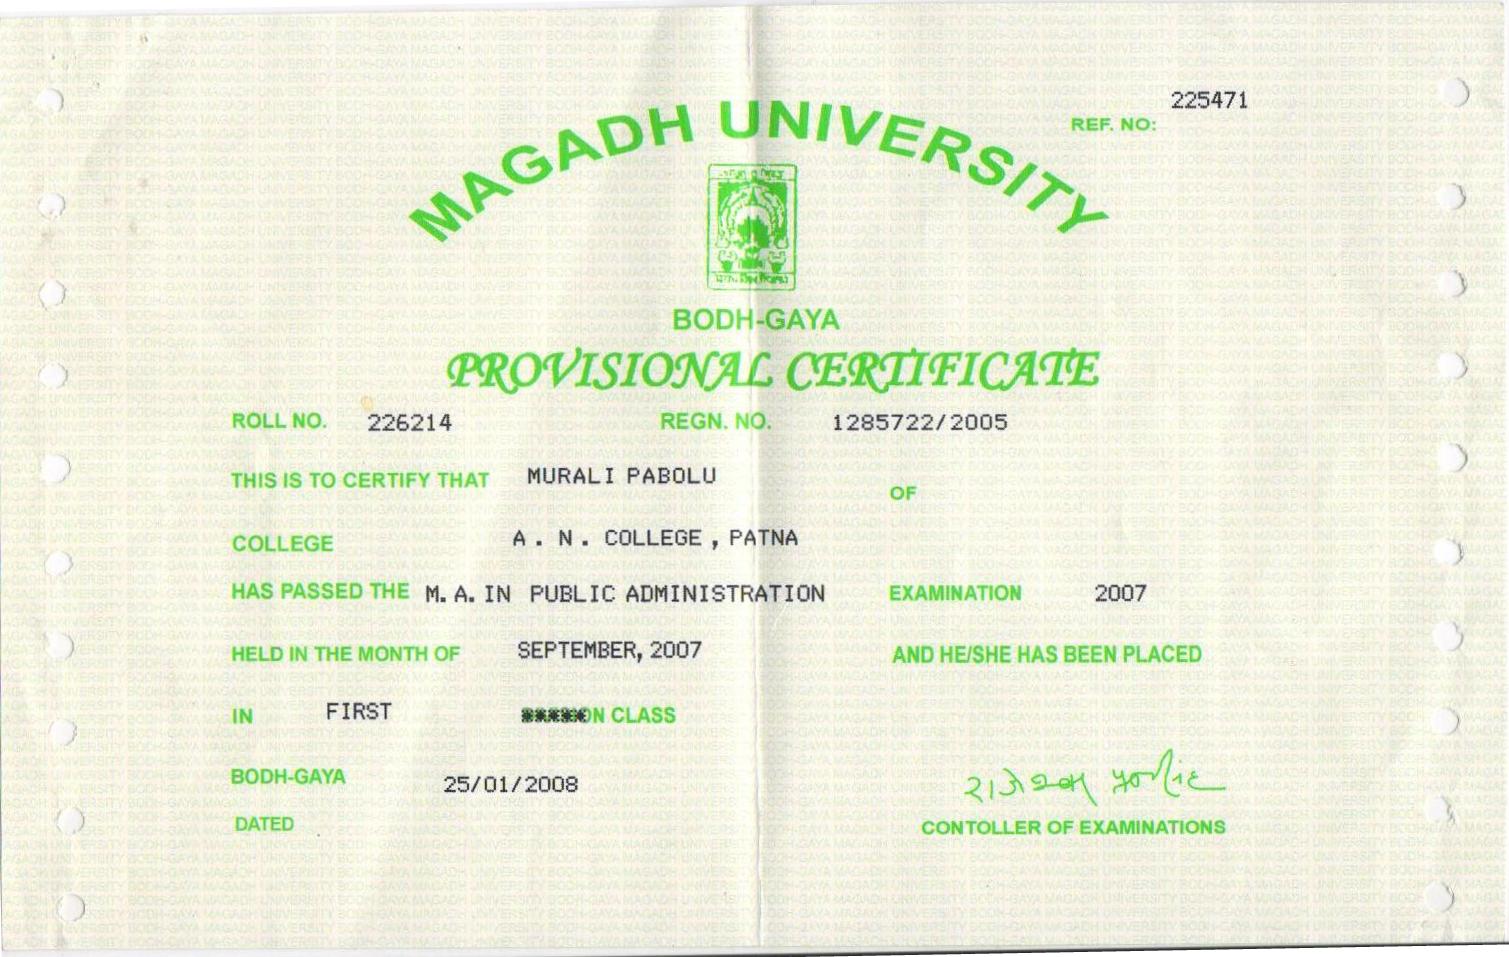 225471
REF. NO:
MAGADH UNIVERSITY
BODH-GAYA
PROVISIONAL CERTIFICATE
ROLL NO. 226214 REGN. NO. 1285722/2005
THIS IS TO CERTIFY THAT MURALI PABOLU OF
COLLEGE A. N. COLLEGE, PATNA
HAS PASSED THE M. A. IN PUBLIC ADMINISTRATION EXAMINATION 2007
HELD IN THE MONTH OF SEPTEMBER, 2007 AND HE/SHE HAS BEEN PLACED
IN FIRST *****ON CLASS
BODH-GAYA 25/01/2008
DATED
CONTOLLER OF EXAMINATIONS